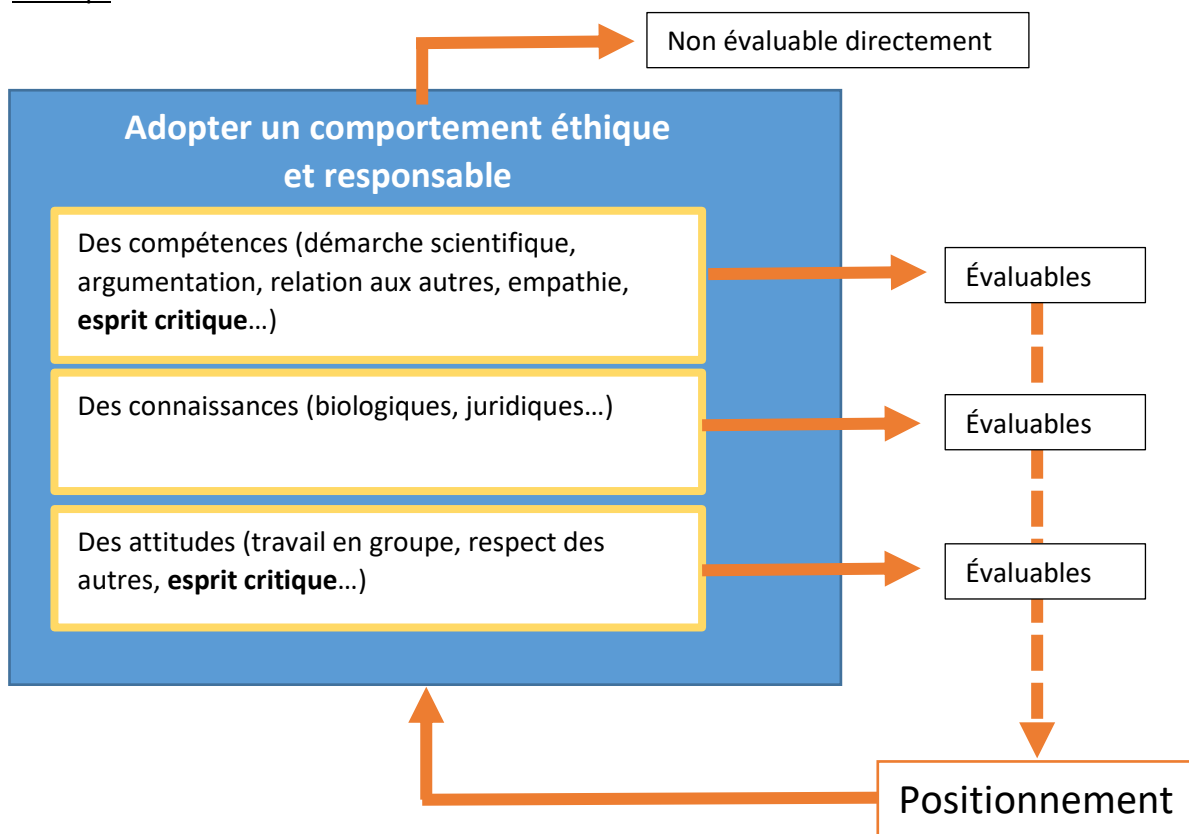 Non évaluable directement
Adopter un comportement éthique
et responsable
Des compétences (démarche scientifique,
argumentation, relation aux autres, empathie,
esprit critique…)
Évaluables
Des connaissances (biologiques, juridiques…)
Évaluables
Des attitudes (travail en groupe, respect des
autres, esprit critique…)
Évaluables
Positionnement